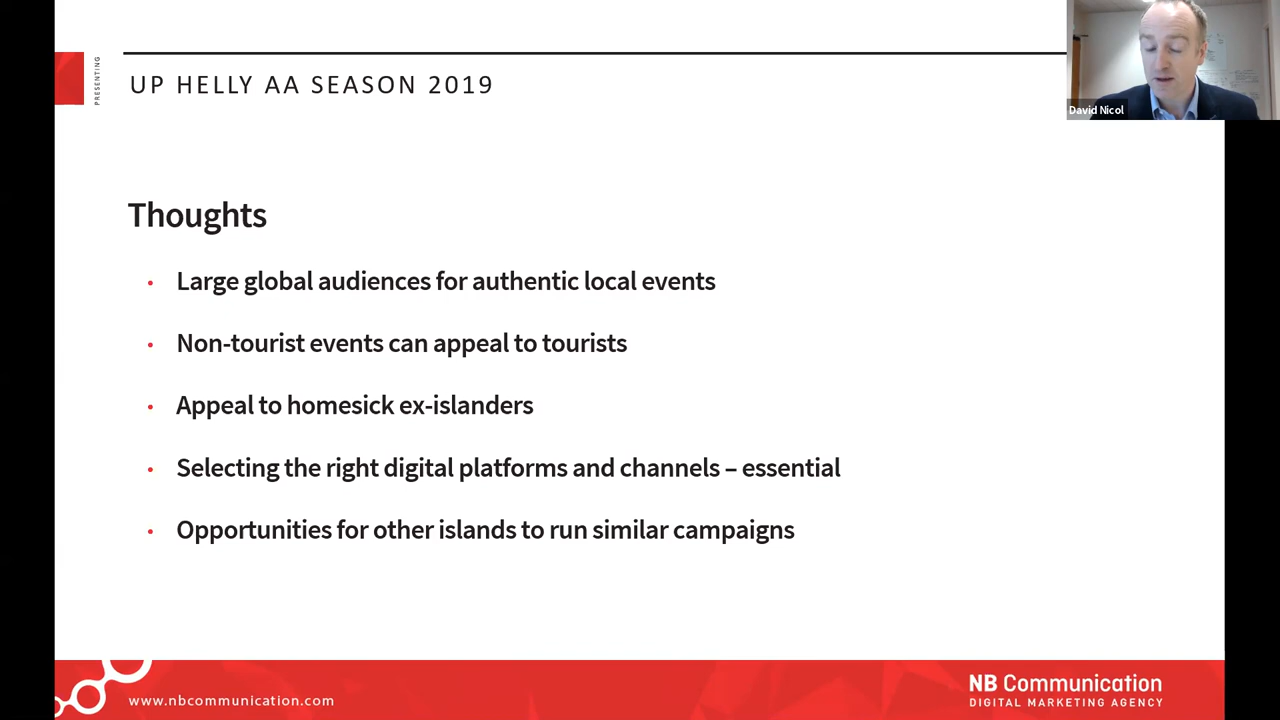 PRESENTING
UP HELLY AA SEASON 2019
David Nicol
Thoughts
• Large global audiences for authentic local events
• Non-tourist events can appeal to tourists
• Appeal to homesick ex-islanders
• Selecting the right digital platforms and channels – essential
• Opportunities for other islands to run similar campaigns
www.nbcommunication.com
NB Communication
DIGITAL MARKETING AGENCY